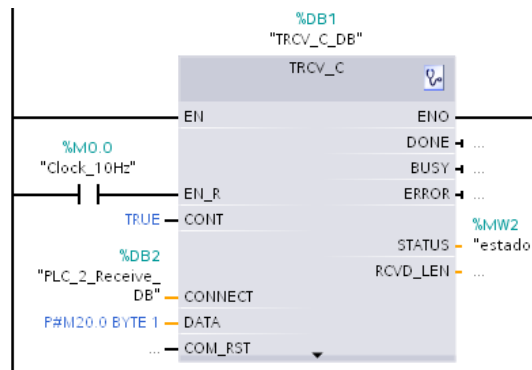 %DB1
"TRCV_C_DB"
TRCV_C
EN
ENO
DONE
...
%M0.0
"Clock_10Hz"
BUSY
...
EN_R
ERROR
...
TRUE
CONT
%MW2
STATUS
"estado
%DB2
"PLC_2_Receive_
DB"
CONNECT
RCVD_LEN
...
P#M20.0 BYTE 1
DATA
...
COM_RST